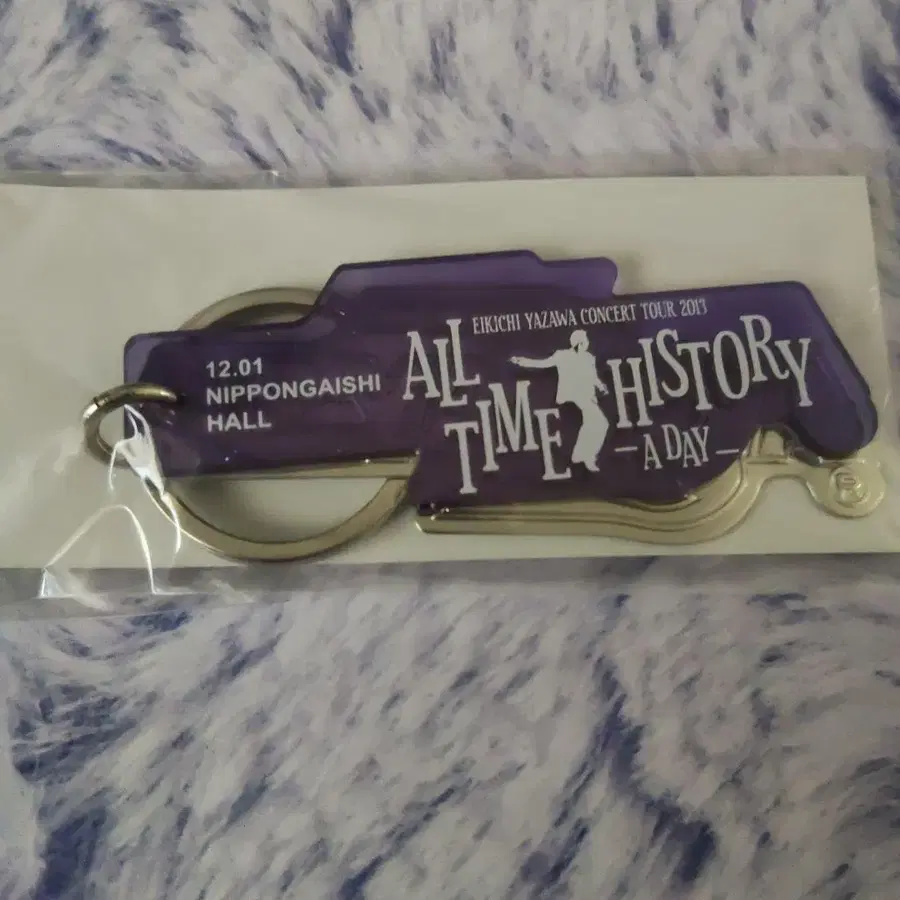 12.01
NIPPONGAISHI
HALL
EIKICHI YAZAWA CONCERT TOUR 2013
ALL
TIME HISTORY
—A DAY—